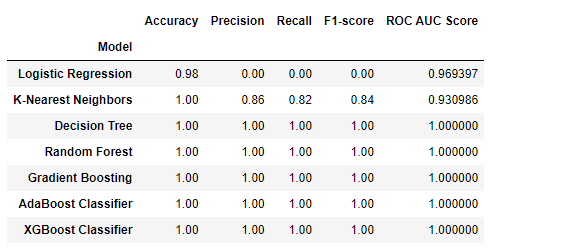 Accuracy Precision Recall F1-score ROC AUC Score
Model
Logistic Regression 0.98 0.00 0.00 0.00 0.969397
K-Nearest Neighbors 1.00 0.86 0.82 0.84 0.930986
Decision Tree 1.00 1.00 1.00 1.00 1.000000
Random Forest 1.00 1.00 1.00 1.00 1.000000
Gradient Boosting 1.00 1.00 1.00 1.00 1.000000
AdaBoost Classifier 1.00 1.00 1.00 1.00 1.000000
XGBoost Classifier 1.00 1.00 1.00 1.00 1.000000